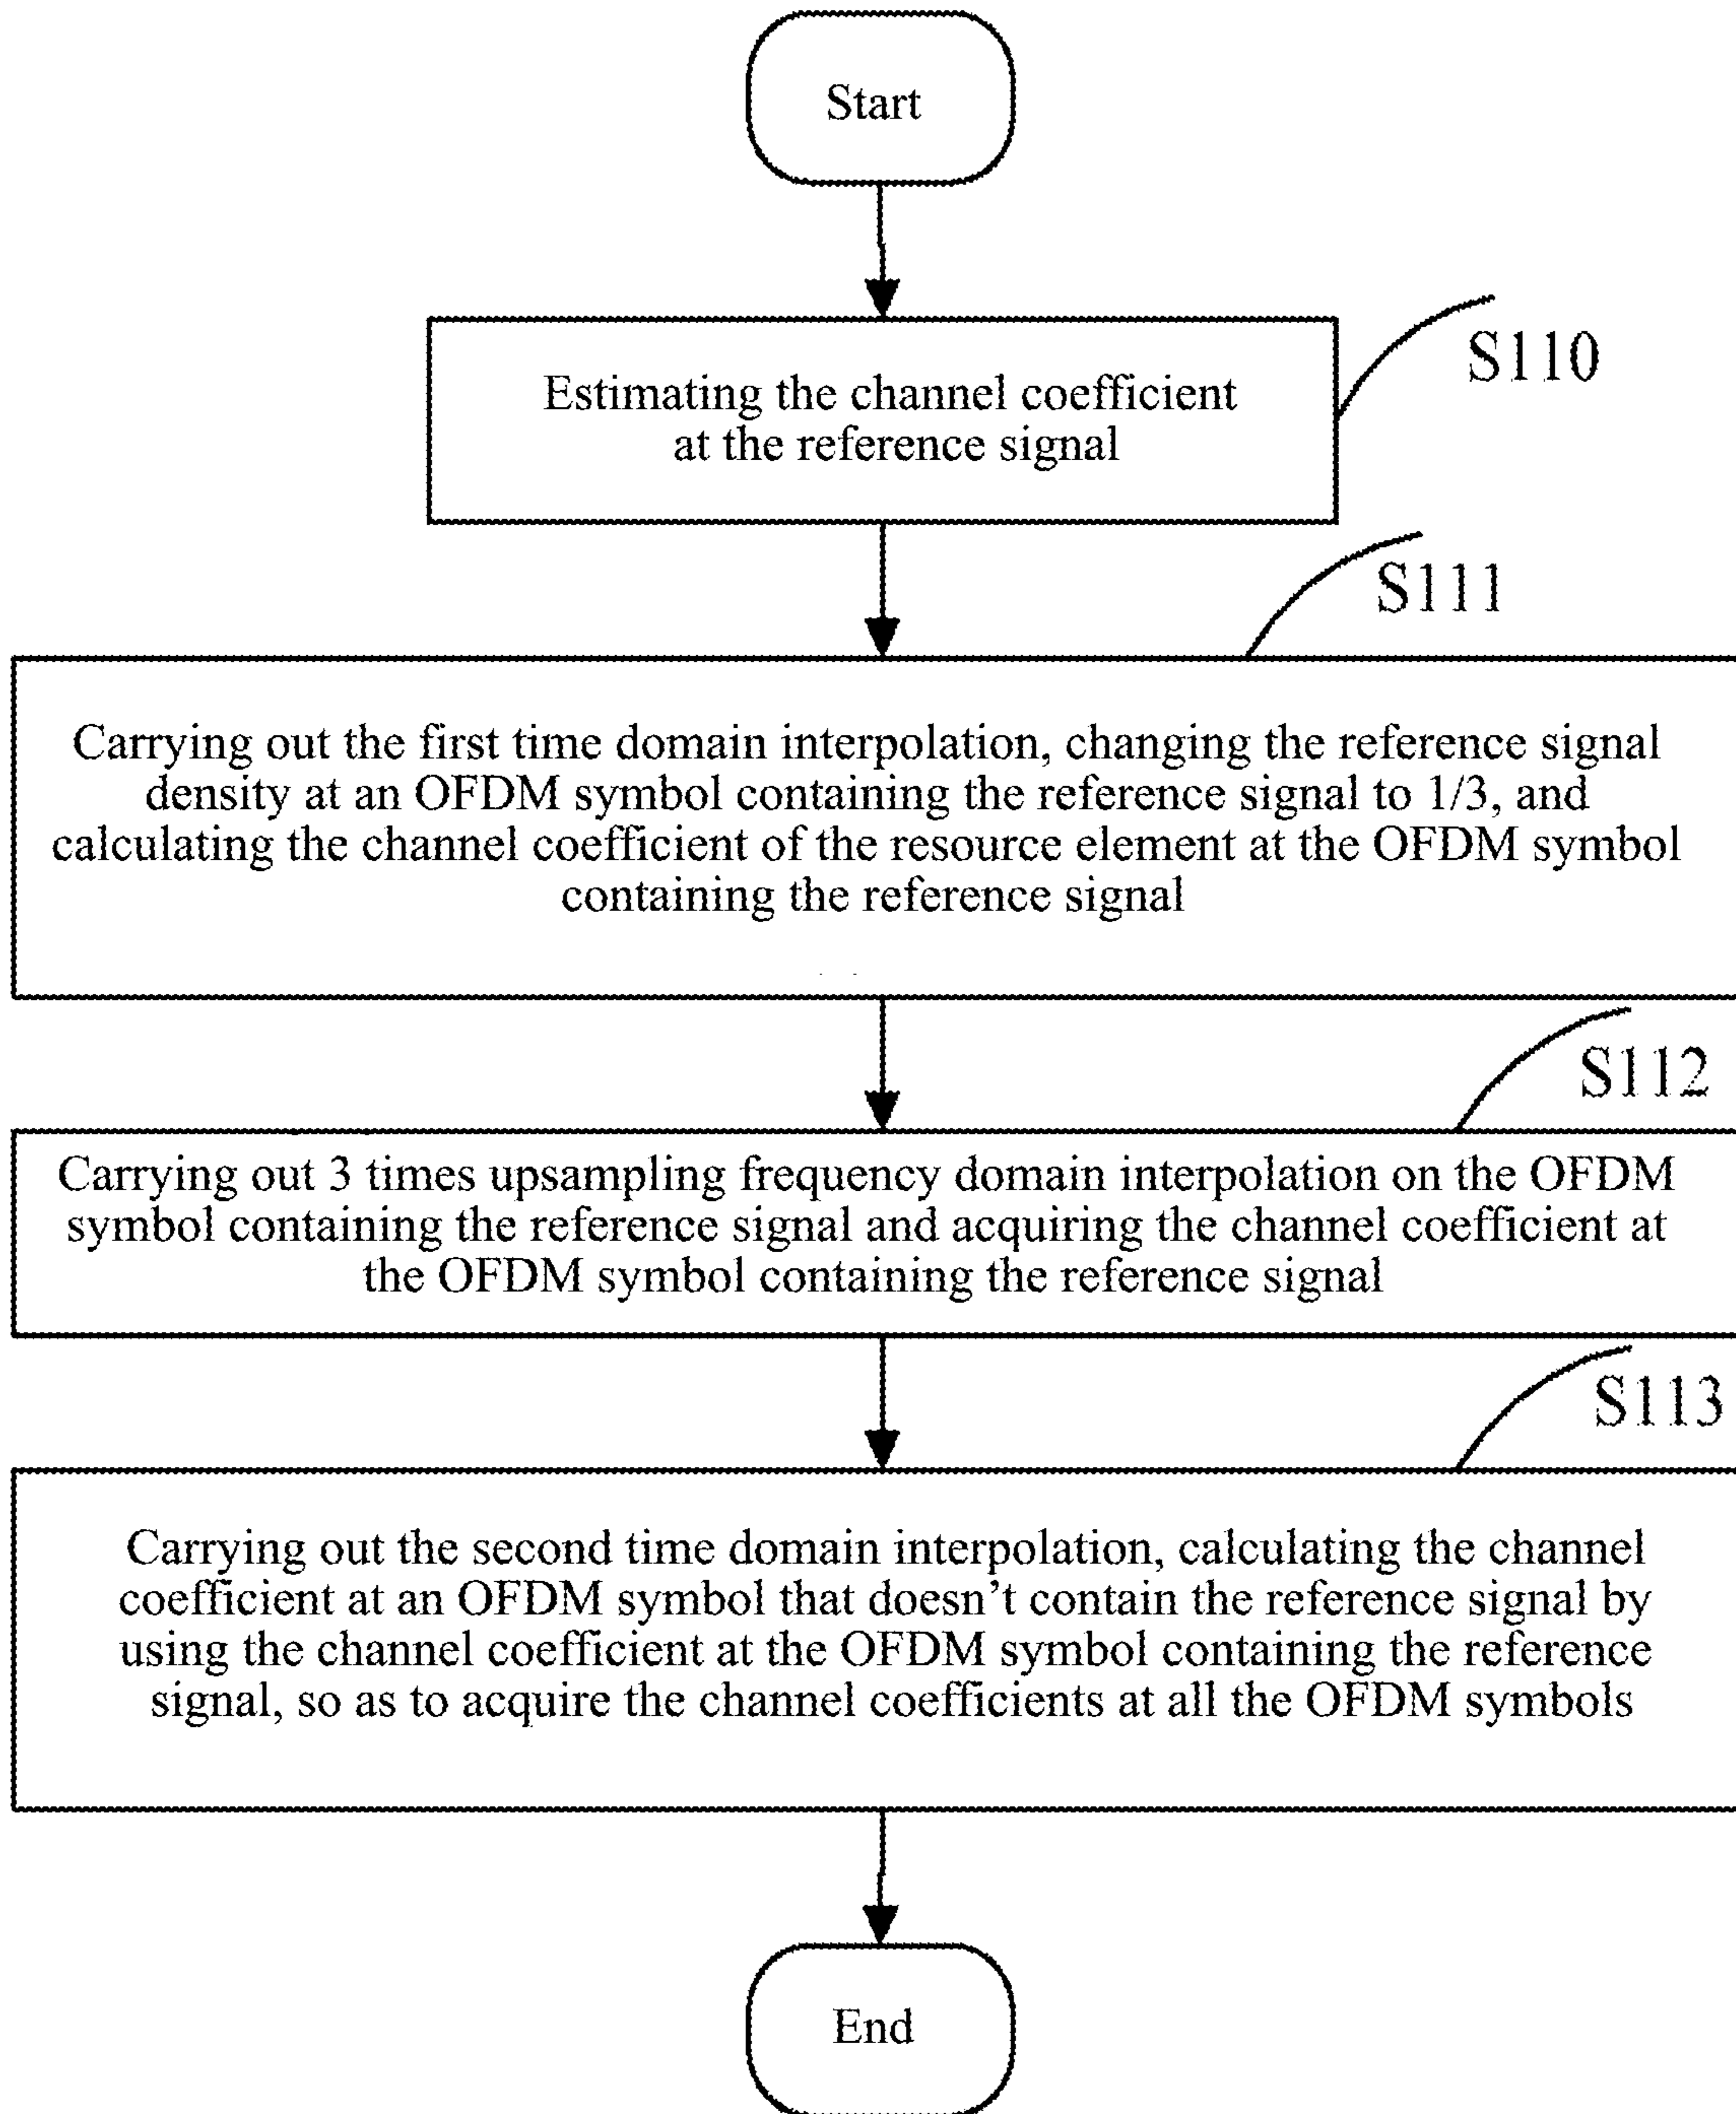 Start
S110
Estimating the channel coefficient
at the reference signal
S111
Carrying out the first time domain interpolation, changing the reference signal
density at an OFDM symbol containing the reference signal to 1/3, and
calculating the channel coefficient of the resource element at the OFDM symbol
containing the reference signal
S112
Carrying out 3 times upsampling frequency domain interpolation on the OFDM
symbol containing the reference signal and acquiring the channel coefficient at
the OFDM symbol containing the reference signal
S113
Carrying out the second time domain interpolation, calculating the channel
coefficient at an OFDM symbol that doesn’t contain the reference signal by
using the channel coefficient at the OFDM symbol containing the reference
signal, so as to acquire the channel coefficients at all the OFDM symbols
End